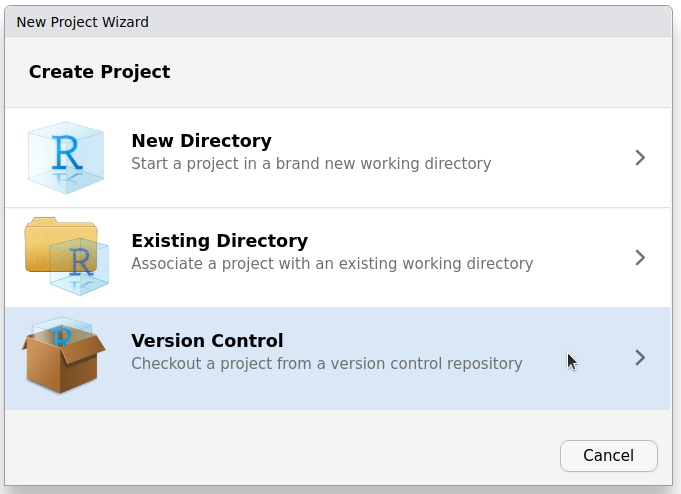 New Project Wizard
Create Project
R
New Directory
Start a project in a brand new working directory
R
Existing Directory
Associate a project with an existing working directory
R
Version Control
Checkout a project from a version control repository
Cancel